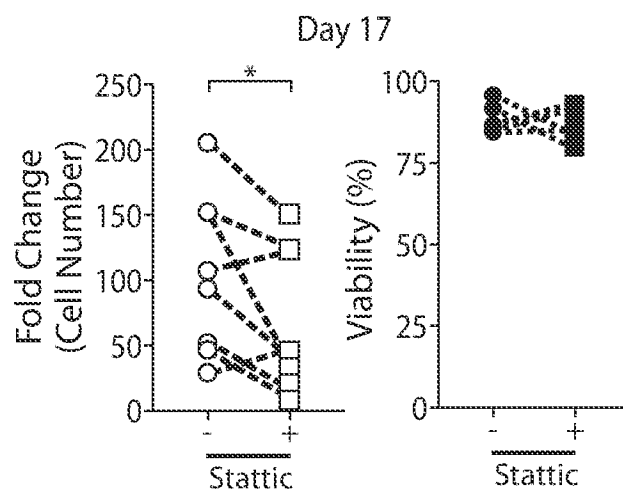 Day 17
*
250
200
150
100
50
0
Fold Change
(Cell Number)
- +
Stattic
100
75
50
25
0
Viability (%)
- +
Stattic